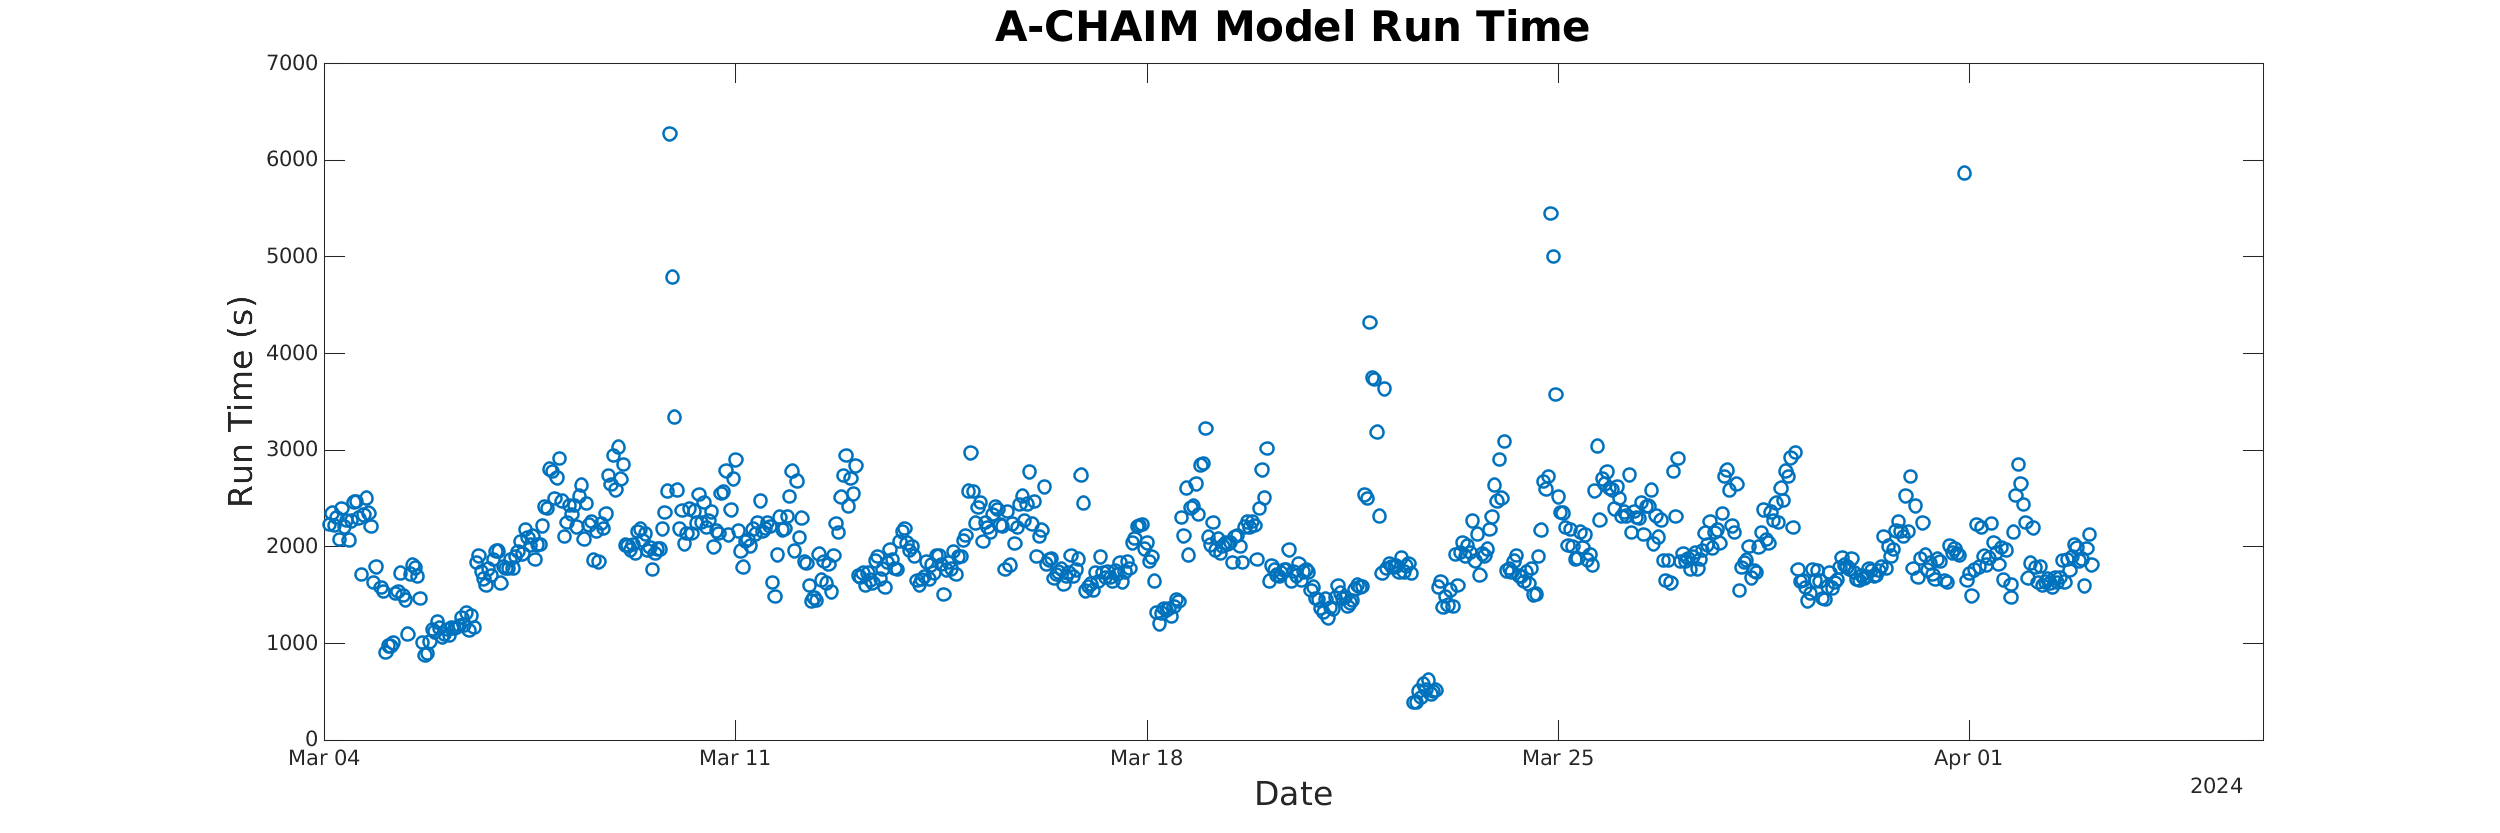 A-CHAIM Model Run Time
7000
6000
5000
4000
3000
2000
1000
0
Run Time (s)
Mar 04
Mar 11
Mar 18
Mar 25
Apr 01
2024
Date